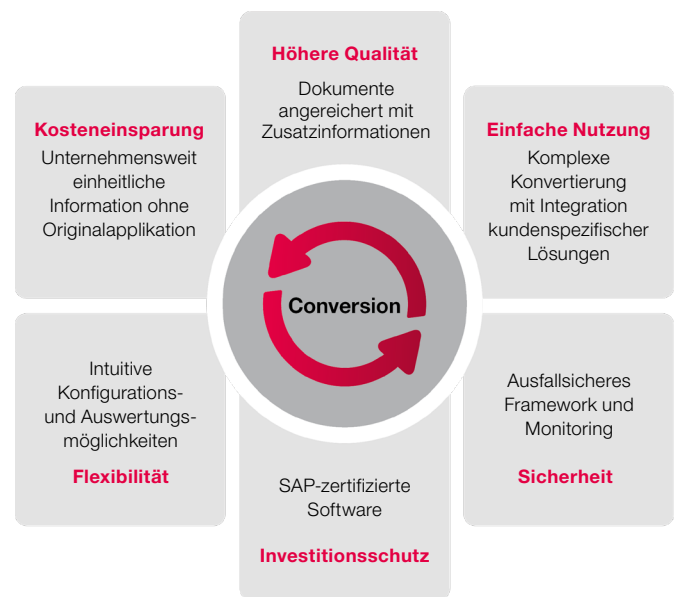 Höhere Qualität
Dokumente
angereichert mit
Zusatzinformationen
Kosteneinsparung
Unternehmensweit
einheitliche
Information ohne
Originalapplikation
Einfache Nutzung
Komplexe
Konvertierung
mit Integration
kundenspezifischer
Lösungen
Conversion
Intuitive
Konfigurations-
und Auswertungs-
möglichkeiten
Flexibilität
SAP-zertifizierte
Software
Investitionsschutz
Ausfallsicheres
Framework und
Monitoring
Sicherheit